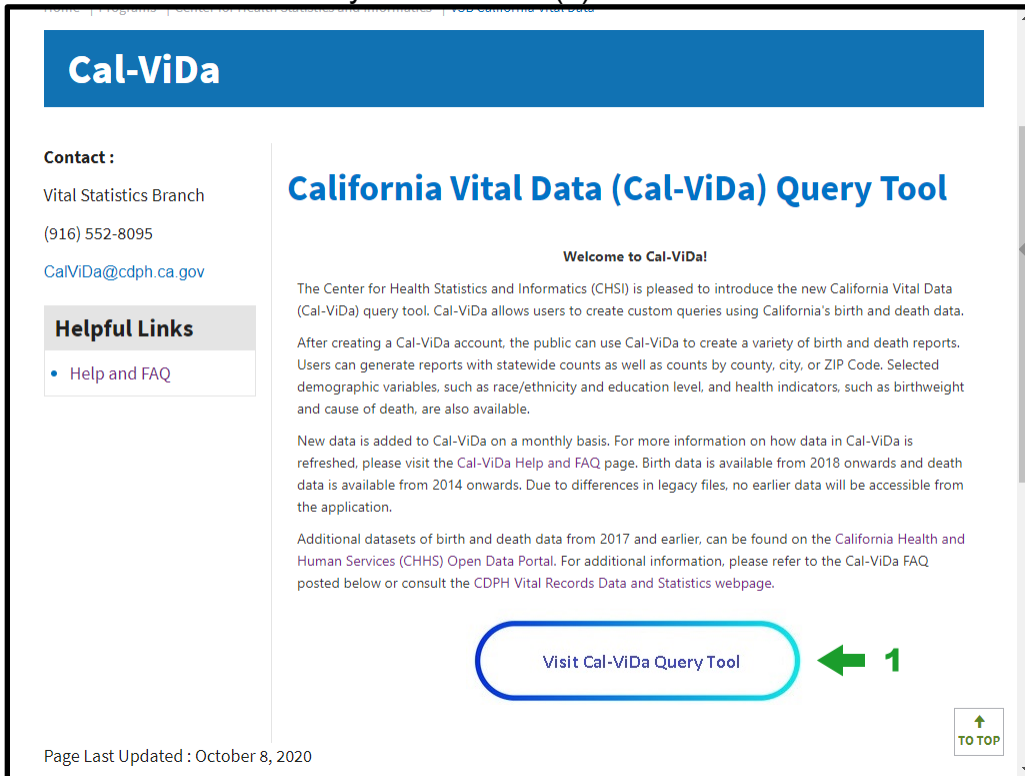 Home | Programs | Center for Health Statistics and Informatics | VSB California Vital Data
Cal-ViDa
Contact :
Vital Statistics Branch
(916) 552-8095
CalViDa@cdph.ca.gov
Helpful Links
• Help and FAQ
California Vital Data (Cal-ViDa) Query Tool
Welcome to Cal-ViDa!
The Center for Health Statistics and Informatics (CHSI) is pleased to introduce the new California Vital Data
(Cal-ViDa) query tool. Cal-ViDa allows users to create custom queries using California's birth and death data.
After creating a Cal-ViDa account, the public can use Cal-ViDa to create a variety of birth and death reports.
Users can generate reports with statewide counts as well as counts by county, city, or ZIP Code. Selected
demographic variables, such as race/ethnicity and education level, and health indicators, such as birthweight
and cause of death, are also available.
New data is added to Cal-ViDa on a monthly basis. For more information on how data in Cal-ViDa is
refreshed, please visit the Cal-ViDa Help and FAQ page. Birth data is available from 2018 onwards and death
data is available from 2014 onwards. Due to differences in legacy files, no earlier data will be accessible from
the application.
Additional datasets of birth and death data from 2017 and earlier, can be found on the California Health and
Human Services (CHHS) Open Data Portal. For additional information, please refer to the Cal-ViDa FAQ
posted below or consult the CDPH Vital Records Data and Statistics webpage.
Visit Cal-ViDa Query Tool
1
TO TOP
Page Last Updated : October 8, 2020